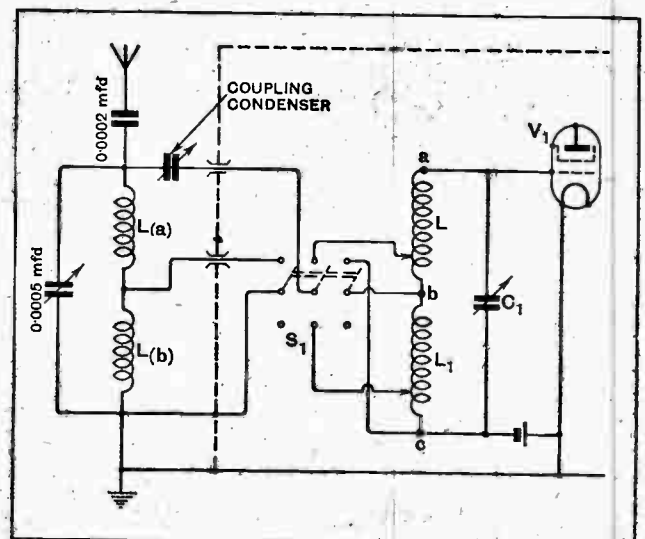 0·0002 mfd
COUPLING
CONDENSER
V1
a
L(a)
L
0·0005 mfd
b
C1
L(b)
S1
L1
c